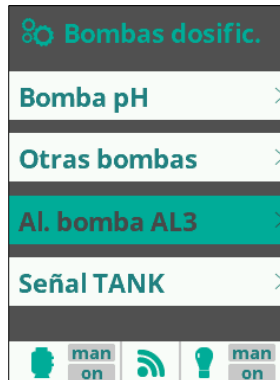 Bombas dosific.
Bomba pH
Otras bombas
Al. bomba AL3
Señal TANK
man man
on on